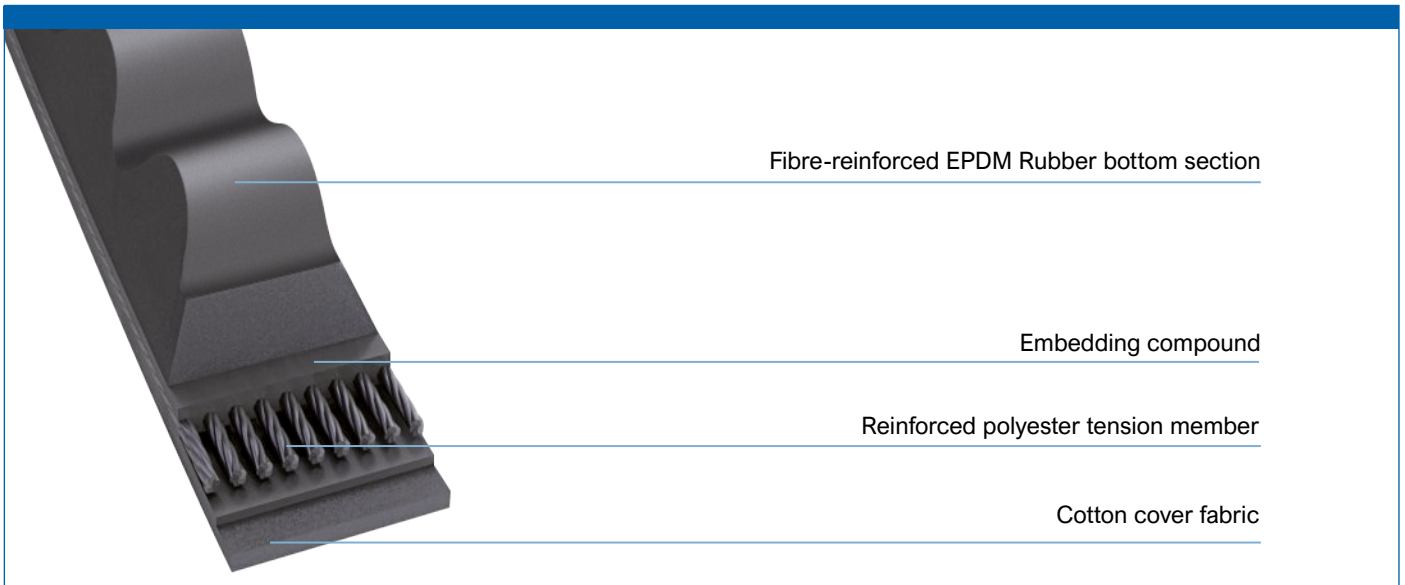 Fibre-reinforced EPDM Rubber bottom section
Embedding compound
Reinforced polyester tension member
Cotton cover fabric